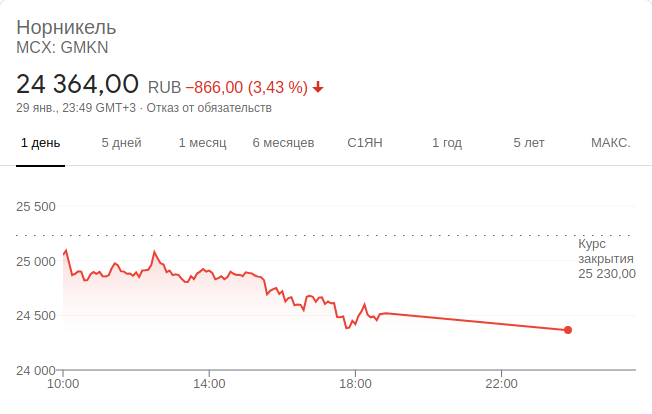 Норникель
MCX: GMKN
24 364,00 RUB −866,00 (3,43 %)
29 янв., 23:49 GMT+3 · Отказ от обязательств
1 день 5 дней 1 месяц 6 месяцев С1ЯН 1 год 5 лет МАКС.
25 500
Курс
закрытия
25 230,00
25 000
24 500
24 000
10:00 14:00 18:00 22:00